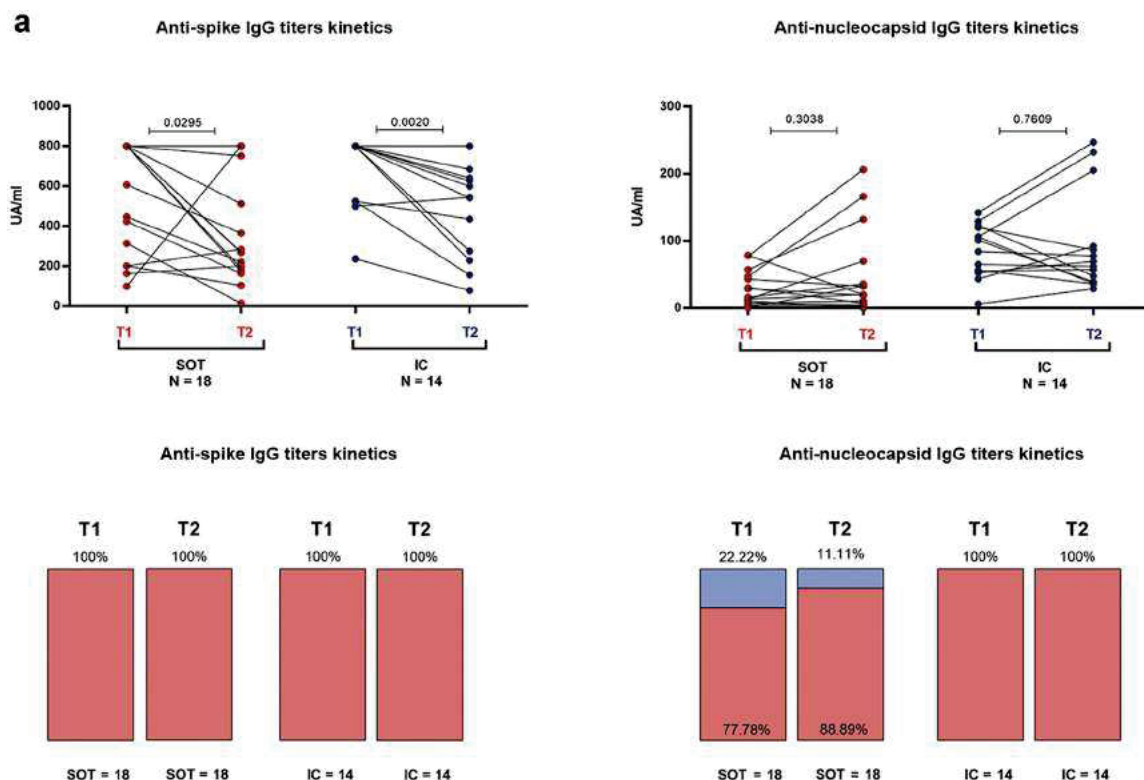 a
Anti-spike IgG titers kinetics
Anti-nucleocapsid IgG titers kinetics
1000
800
600
400
200
0
UA/ml
0.0295
0.0020
T1
T2
T1
T2
SOT
N = 18
IC
N = 14
300
200
100
0
UA/ml
0.3038
0.7609
T1
T2
T1
T2
SOT
N = 18
IC
N = 14
Anti-spike IgG titers kinetics
Anti-nucleocapsid IgG titers kinetics
T1
T2
T1
T2
100%
100%
100%
100%
SOT = 18
SOT = 18
IC = 14
IC = 14
T1
T2
T1
T2
22.22%
11.11%
100%
100%
77.78%
88.89%
SOT = 18
SOT = 18
IC = 14
IC = 14